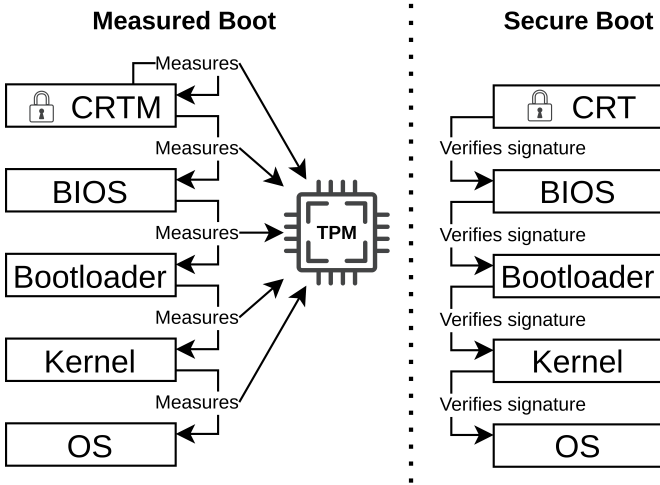 Measured Boot
Measures
CRTM
Measures
BIOS
Measures
TPM
Bootloader
Measures
Kernel
Measures
OS
Secure Boot
CRT
Verifies signature
BIOS
Verifies signature
Bootloader
Verifies signature
Kernel
Verifies signature
OS